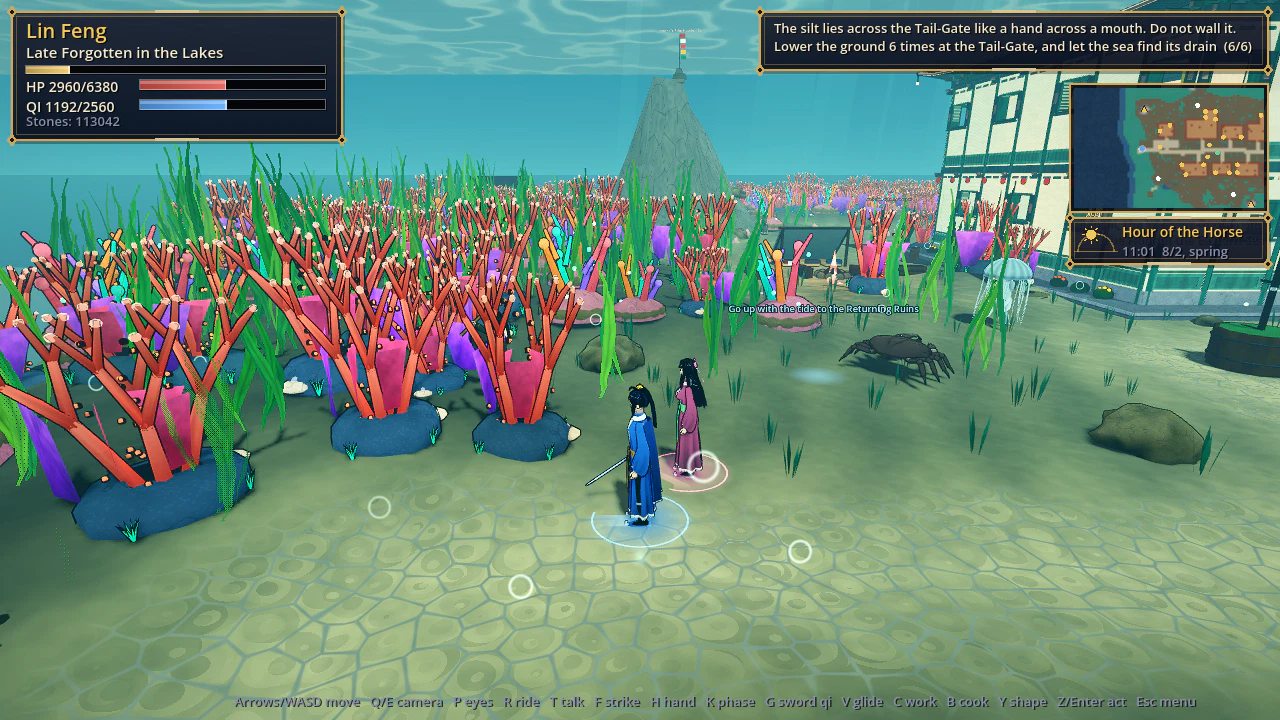 Lin Feng
Late Forgotten in the Lakes
HP 2960/6380
QI 1192/2560
Stones: 113042
The silt lies across the Tail-Gate like a hand across a mouth. Do not wall it.
Lower the ground 6 times at the Tail-Gate, and let the sea find its drain (6/6)
Hour of the Horse
11:01 8/2, spring
Go up with the tide to the Returning Ruins
Arrows/WASD move Q/E camera P eyes R ride T talk F strike H hand K phase G sword qi V glide C work B cook Y shape Z/Enter act Esc menu